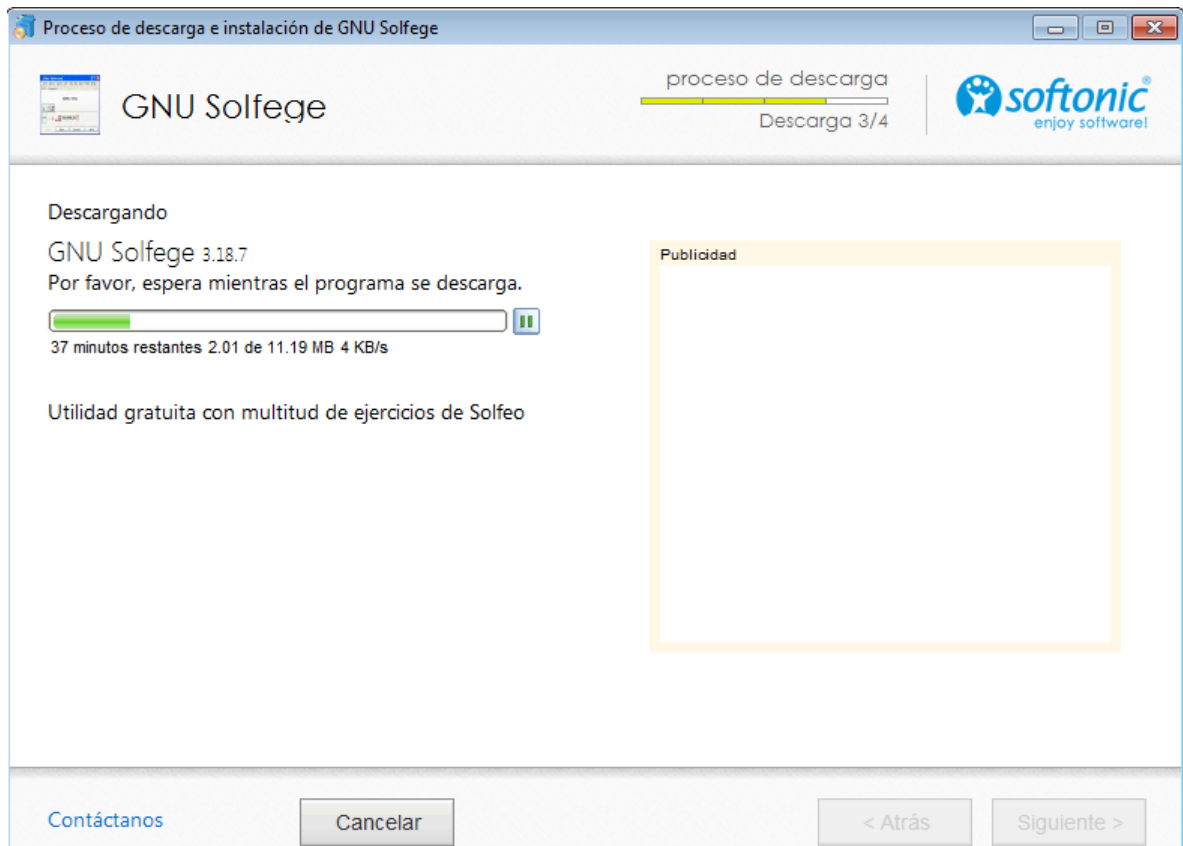 Proceso de descarga e instalación de GNU Solfege
GNU Solfege
proceso de descarga
Descarga 3/4
softonic®
enjoy software!
Descargando
GNU Solfege 3.18.7
Por favor, espera mientras el programa se descarga.
37 minutos restantes 2.01 de 11.19 MB 4 KB/s
Utilidad gratuita con multitud de ejercicios de Solfeo
Publicidad
Contáctanos
Cancelar
< Atrás
Siguiente >